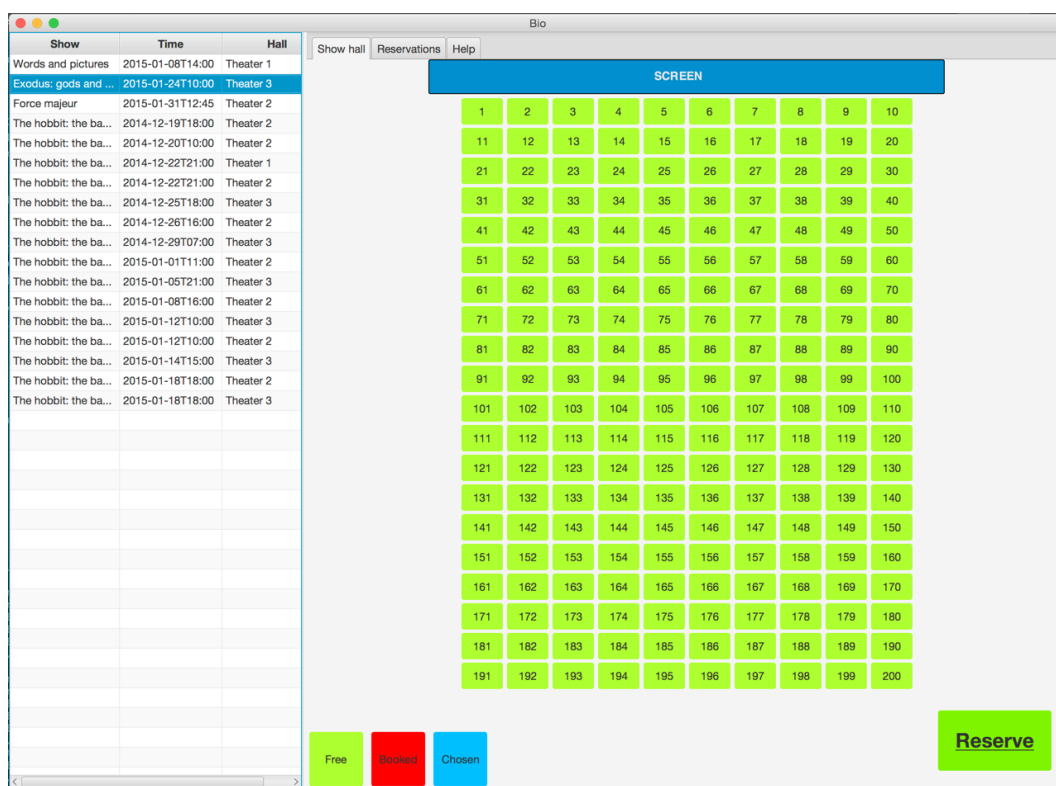 Bio
Show Time Hall
Words and pictures 2015-01-08T14:00 Theater 1
Exodus: gods and ... 2015-01-24T10:00 Theater 3
Force majeur 2015-01-31T12:45 Theater 2
The hobbit: the ba... 2014-12-19T18:00 Theater 2
The hobbit: the ba... 2014-12-20T10:00 Theater 2
The hobbit: the ba... 2014-12-22T21:00 Theater 1
The hobbit: the ba... 2014-12-22T21:00 Theater 2
The hobbit: the ba... 2014-12-25T18:00 Theater 3
The hobbit: the ba... 2014-12-26T16:00 Theater 2
The hobbit: the ba... 2014-12-29T07:00 Theater 3
The hobbit: the ba... 2015-01-01T11:00 Theater 2
The hobbit: the ba... 2015-01-05T21:00 Theater 3
The hobbit: the ba... 2015-01-08T16:00 Theater 2
The hobbit: the ba... 2015-01-12T10:00 Theater 3
The hobbit: the ba... 2015-01-12T10:00 Theater 2
The hobbit: the ba... 2015-01-14T15:00 Theater 3
The hobbit: the ba... 2015-01-18T18:00 Theater 2
The hobbit: the ba... 2015-01-18T18:00 Theater 3
Show hall Reservations Help
SCREEN
1 2 3 4 5 6 7 8 9 10
11 12 13 14 15 16 17 18 19 20
21 22 23 24 25 26 27 28 29 30
31 32 33 34 35 36 37 38 39 40
41 42 43 44 45 46 47 48 49 50
51 52 53 54 55 56 57 58 59 60
61 62 63 64 65 66 67 68 69 70
71 72 73 74 75 76 77 78 79 80
81 82 83 84 85 86 87 88 89 90
91 92 93 94 95 96 97 98 99 100
101 102 103 104 105 106 107 108 109 110
111 112 113 114 115 116 117 118 119 120
121 122 123 124 125 126 127 128 129 130
131 132 133 134 135 136 137 138 139 140
141 142 143 144 145 146 147 148 149 150
151 152 153 154 155 156 157 158 159 160
161 162 163 164 165 166 167 168 169 170
171 172 173 174 175 176 177 178 179 180
181 182 183 184 185 186 187 188 189 190
191 192 193 194 195 196 197 198 199 200
Free Booked Chosen
Reserve